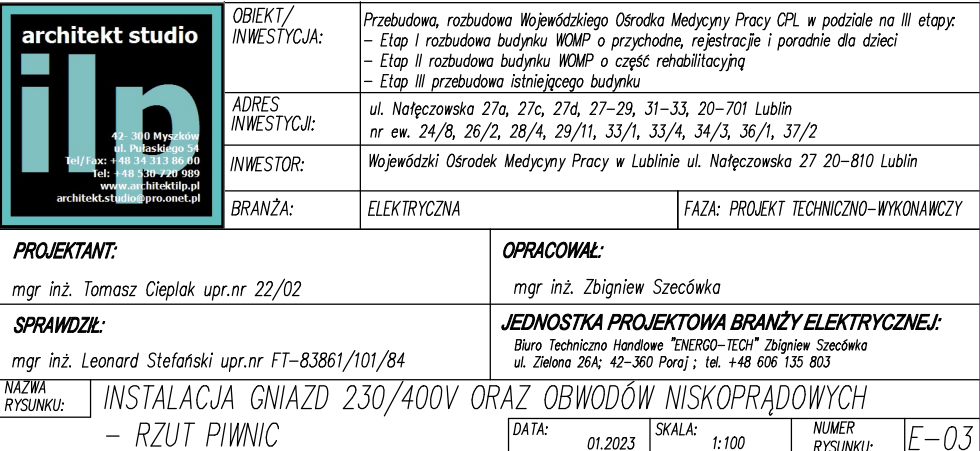 architekt studio
ilp
42- 300 Myszków
ul. Pułaskiego 54
Tel/Fax: +48 34 313 86 00
Tel: +48 530 720 989
www.architektilp.pl
architekt.studio@pro.onet.pl
OBIEKT/
INWESTYCJA:
Przebudowa, rozbudowa Wojewódzkiego Ośrodka Medycyny Pracy CPL w podziale na III etapy:
– Etap I rozbudowa budynku WOMP o przychodne, rejestracjie i poradnie dla dzieci
– Etap II rozbudowa budynku WOMP o część rehabilitacyjną
– Etap III przebudowa istniejącego budynku
ADRES
INWESTYCJI:
ul. Nałęczowska 27a, 27c, 27d, 27–29, 31–33, 20–701 Lublin
nr ew. 24/8, 26/2, 28/4, 29/11, 33/1, 33/4, 34/3, 36/1, 37/2
INWESTOR:
Wojewódzki Ośrodek Medycyny Pracy w Lublinie ul. Nałęczowska 27 20–810 Lublin
BRANŻA:
ELEKTRYCZNA
FAZA: PROJEKT TECHNICZNO–WYKONAWCZY
PROJEKTANT:
mgr inż. Tomasz Cieplak upr.nr 22/02
OPRACOWAŁ:
mgr inż. Zbigniew Szecówka
SPRAWDZIŁ:
mgr inż. Leonard Stefański upr.nr FT–83861/101/84
JEDNOSTKA PROJEKTOWA BRANŻY ELEKTRYCZNEJ:
Biuro Techniczno Handlowe "ENERGO–TECH" Zbigniew Szecówka
ul. Zielona 26A; 42–360 Poraj ; tel. +48 606 135 803
NAZWA
RYSUNKU:
INSTALACJA GNIAZD 230/400V ORAZ OBWODÓW NISKOPRĄDOWYCH
– RZUT PIWNIC
DATA:
01.2023
SKALA:
1:100
NUMER
RYSUNKU:
E–03